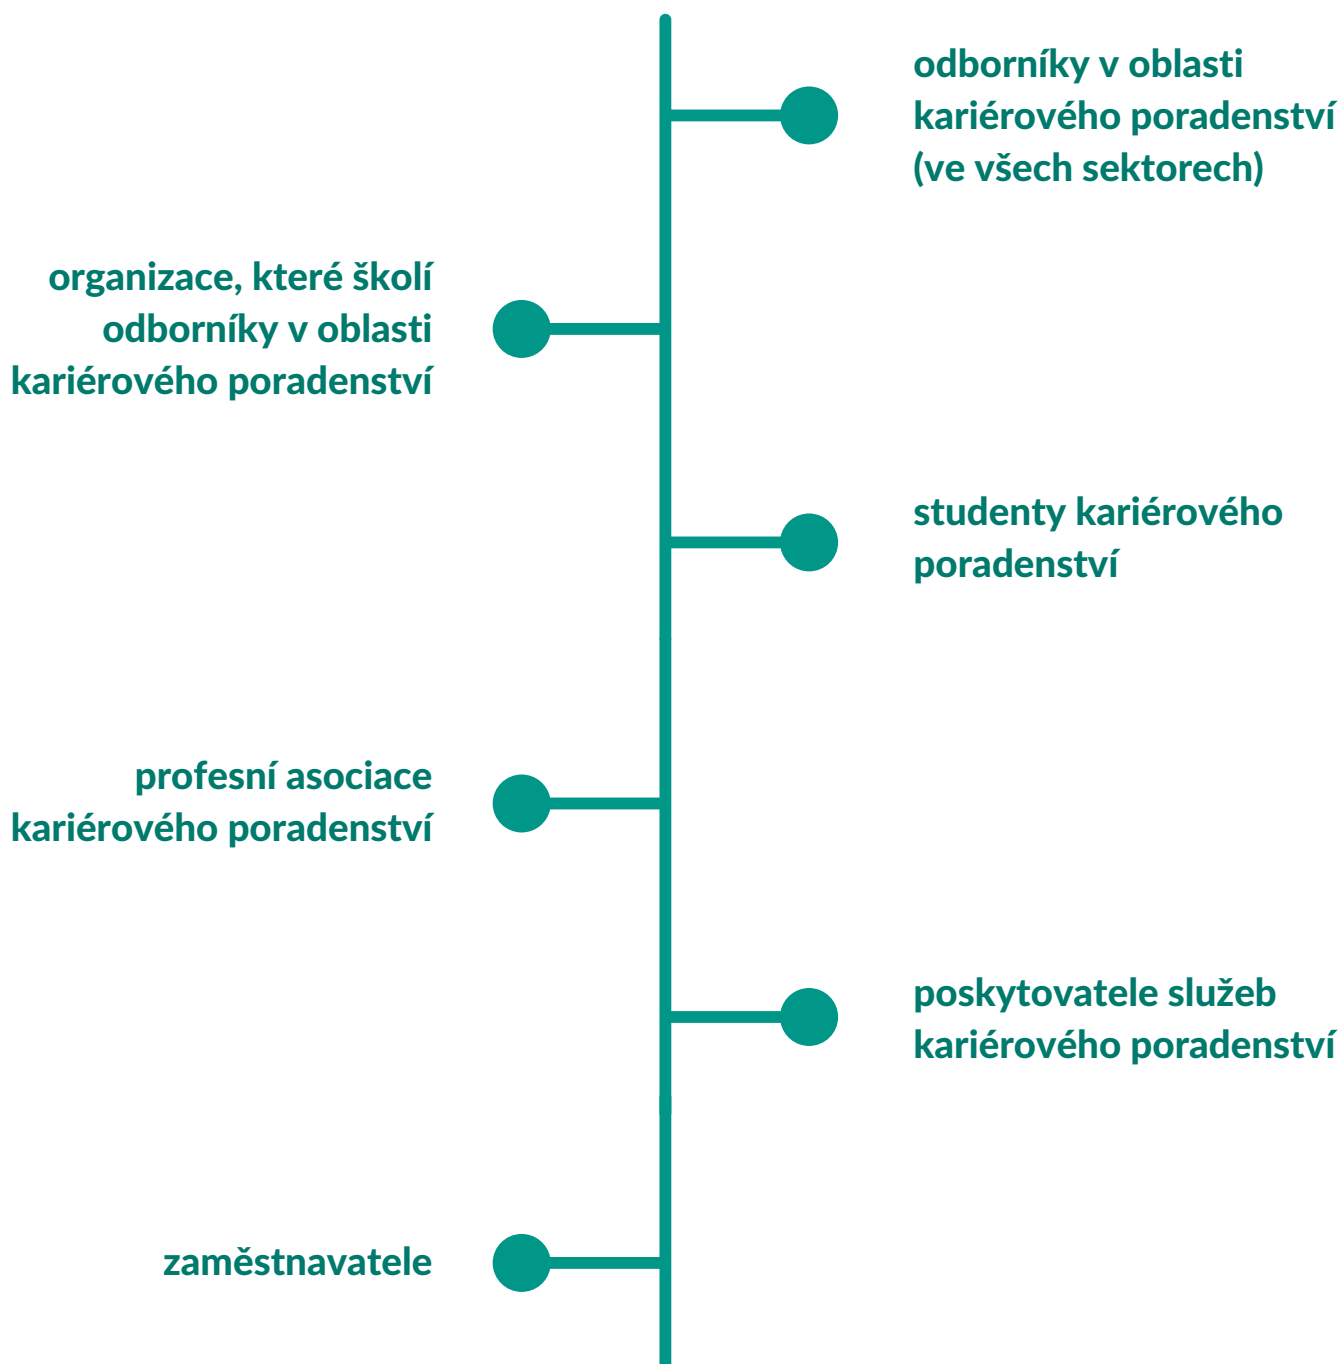 odborníky v oblasti
kariérového poradenství
(ve všech sektorech)
organizace, které školí
odborníky v oblasti
kariérového poradenství
studenty kariérového
poradenství
profesní asociace
kariérového poradenství
poskytovatele služeb
kariérového poradenství
zaměstnavatele